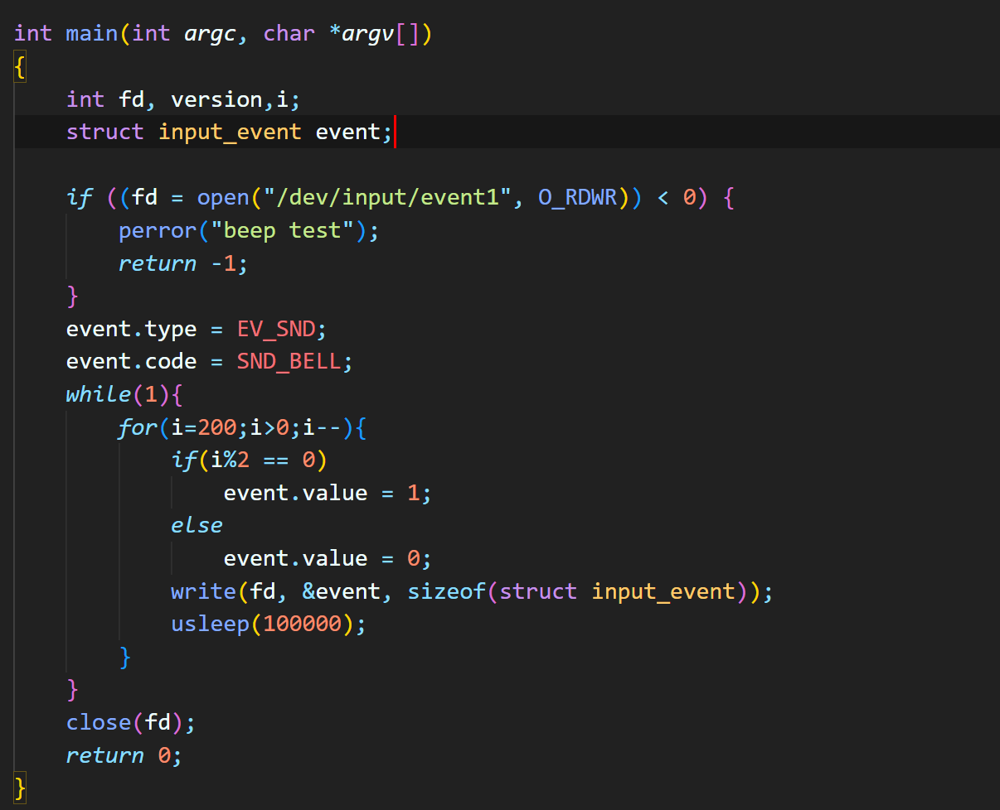 int main(int argc, char *argv[])
{
    int fd, version,i;
    struct input_event event;

    if ((fd = open("/dev/input/event1", O_RDWR)) < 0) {
        perror("beep test");
        return -1;
    }
    event.type = EV_SND;
    event.code = SND_BELL;
    while(1){
        for(i=200;i>0;i--){
            if(i%2 == 0)
                event.value = 1;
            else
                event.value = 0;
            write(fd, &event, sizeof(struct input_event));
            usleep(100000);
        }
    }
    close(fd);
    return 0;
}